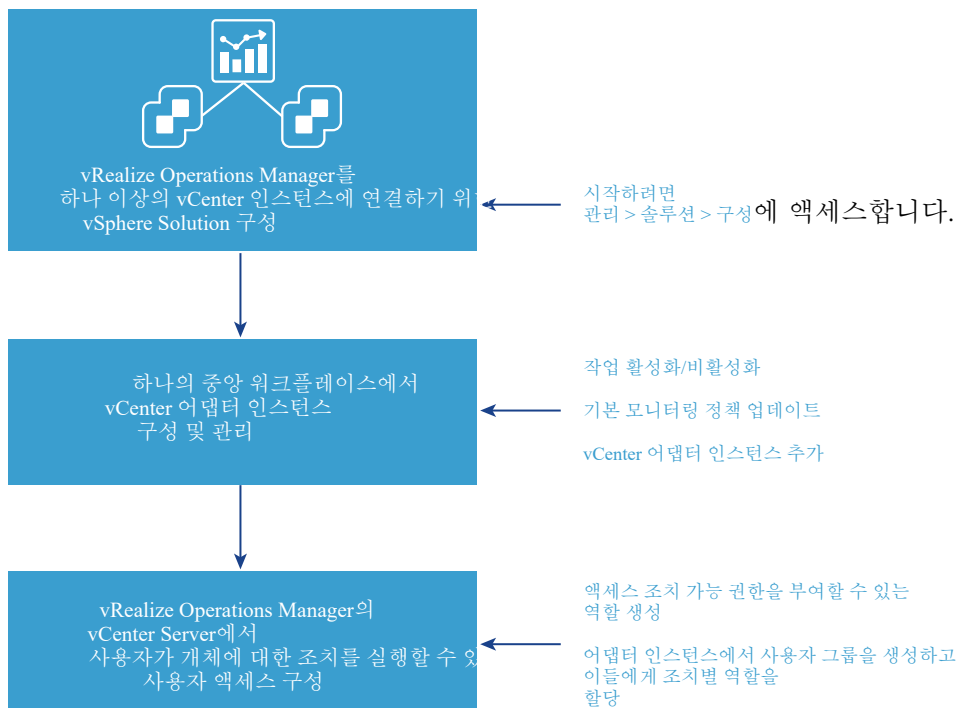 vRealize Operations Manager를
하나 이상의 vCenter 인스턴스에 연결하기 위
vSphere Solution 구성
시작하려면
관리 > 솔루션 > 구성에 액세스합니다.
하나의 중앙 워크플레이스에서
vCenter 어댑터 인스턴스
구성 및 관리
작업 활성화/비활성화
기본 모니터링 정책 업데이트
vCenter 어댑터 인스턴스 추가
vRealize Operations Manager의
vCenter Server에서
사용자가 개체에 대한 조치를 실행할 수 있
사용자 액세스 구성
액세스 조치 가능 권한을 부여할 수 있는
역할 생성
어댑터 인스턴스에서 사용자 그룹을 생성하고
이들에게 조치별 역할을
할당